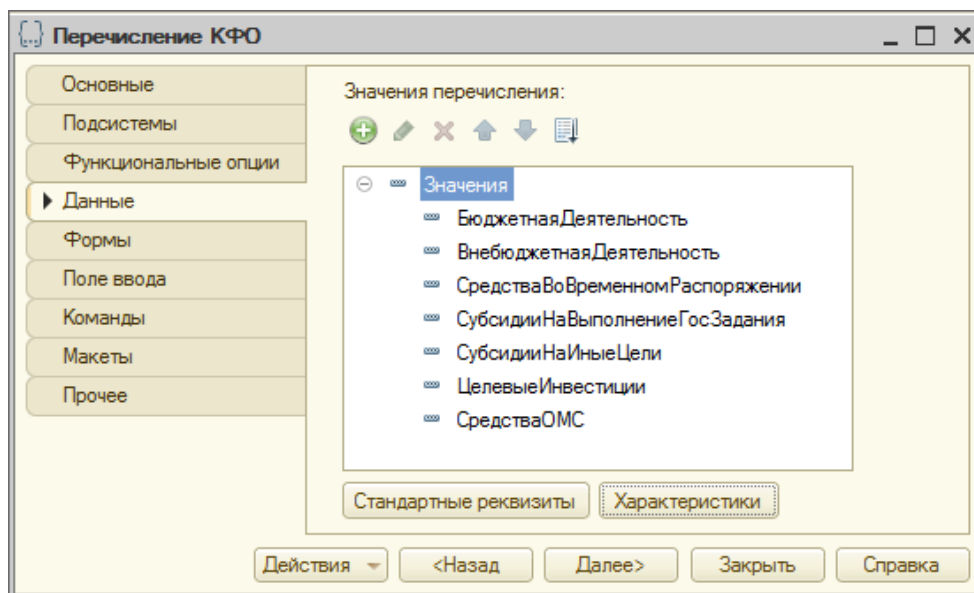 Перечисление КФО
Основные
Подсистемы
Функциональные опции
Данные
Формы
Поле ввода
Команды
Макеты
Прочее
Значения перечисления:
Значения
БюджетнаяДеятельность
ВнебюджетнаяДеятельность
СредстваВоВременномРаспоряжении
СубсидииНаВыполнениеГосЗадания
СубсидииНаИныеЦели
ЦелевыеИнвестиции
СредстваОМС
Стандартные реквизиты Характеристики
Действия <Назад Далее> Закрыть Справка